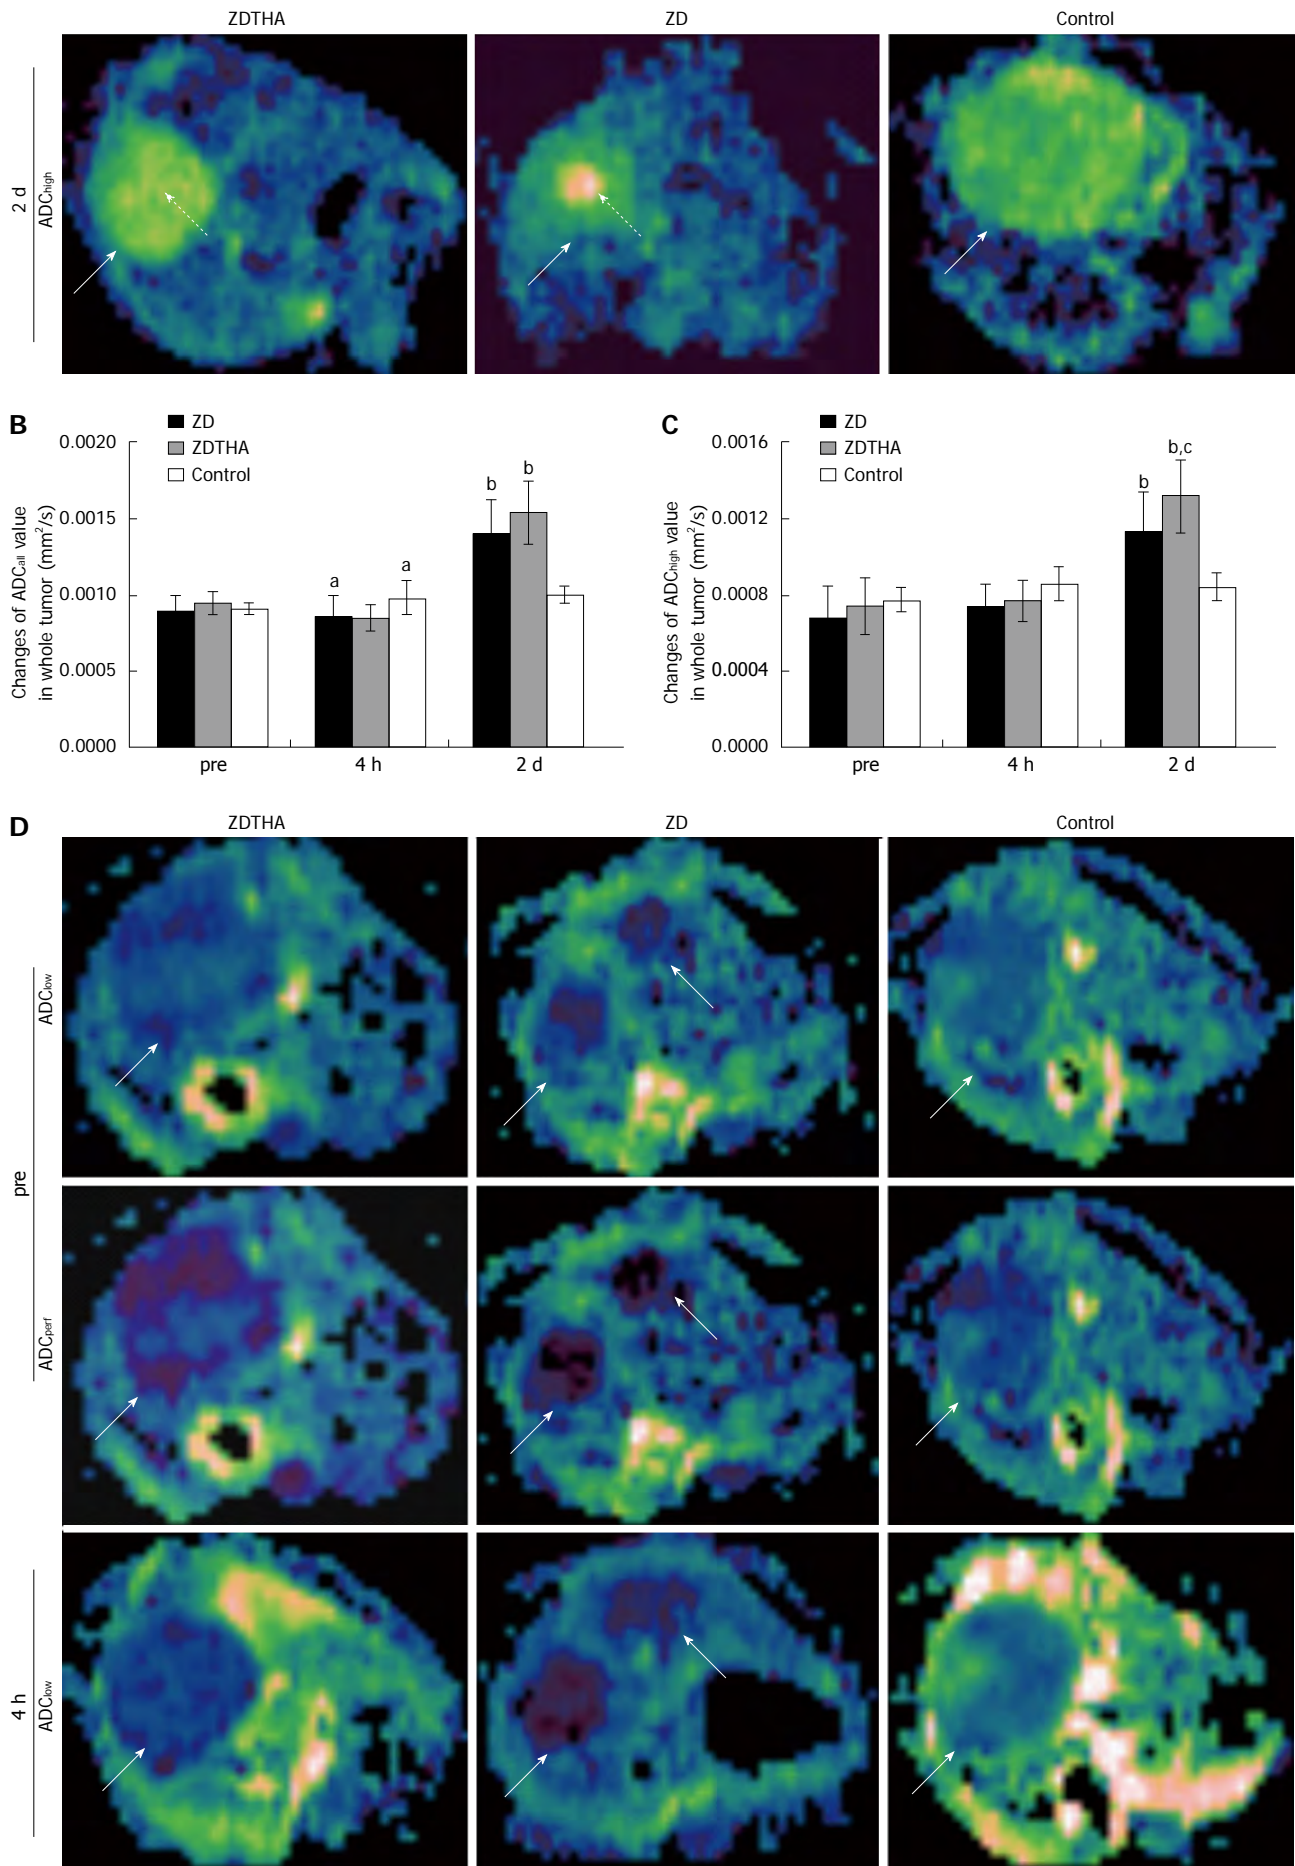 ZDTHA ZD Control
2 d
ADChigh
B
ZD
ZDTHA
Control
Changes of ADCall value
in whole tumor (mm²/s)
0.0020
0.0015
0.0010
0.0005
0.0000
a a b b
pre 4 h 2 d
C
ZD
ZDTHA
Control
Changes of ADChigh value
in whole tumor (mm²/s)
0.0016
0.0012
0.0008
0.0004
0.0000
b b,c
pre 4 h 2 d
D
ZDTHA ZD Control
pre
ADClow
ADCperf
4 h
ADClow